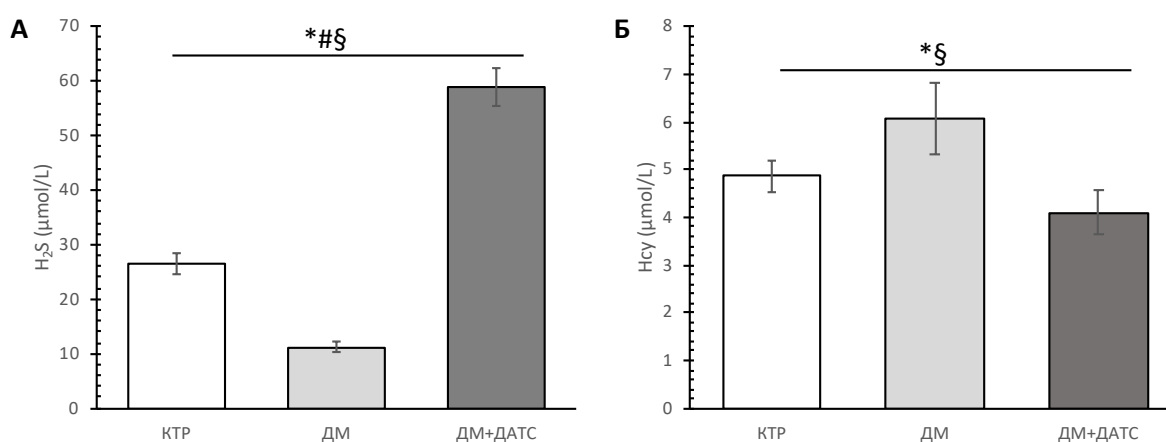 А
*#§
H₂S (µmol/L)
70
60
50
40
30
20
10
0
КТР
ДМ
ДМ+ДАТС
Б
*§
Hcy (µmol/L)
8
7
6
5
4
3
2
1
0
КТР
ДМ
ДМ+ДАТС